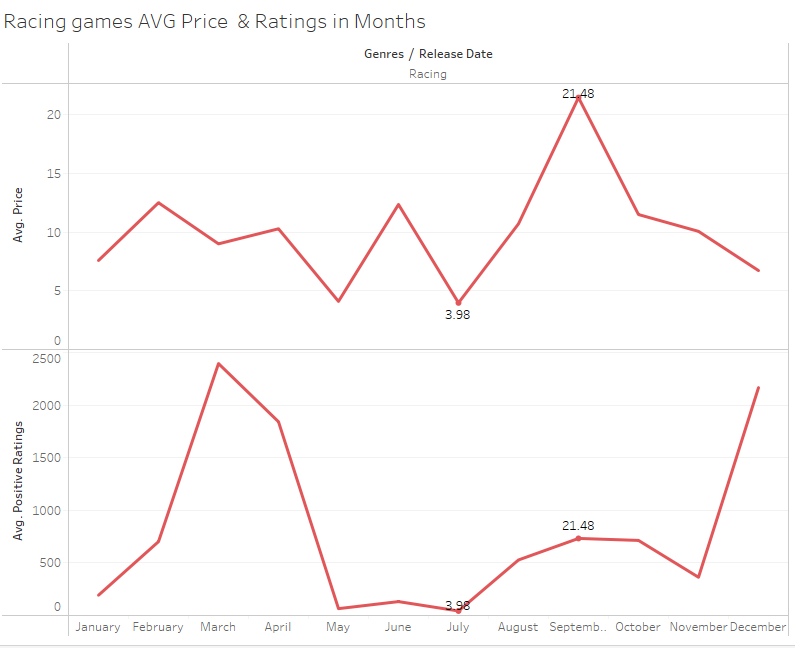 Racing games AVG Price & Ratings in Months
Genres / Release Date
Racing
Avg. Price
20
15
10
5
0
21.48
3.98
Avg. Positive Ratings
2500
2000
1500
1000
500
0
21.48
3.98
January February March April May June July August Septemb.. October November December